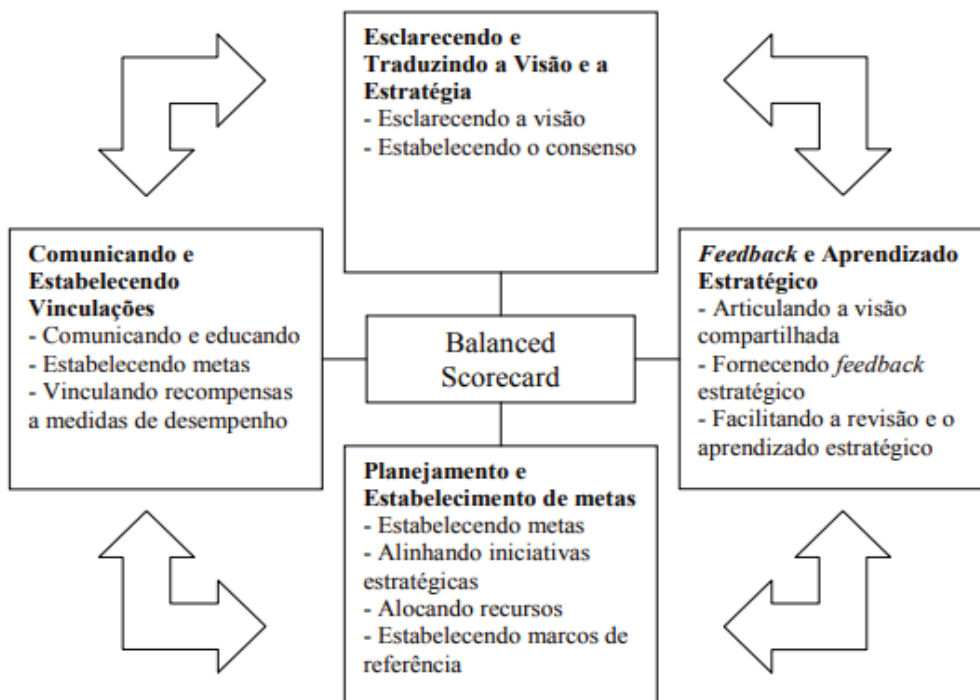 Esclarecendo e
Traduzindo a Visão e a
Estratégia
- Esclarecendo a visão
- Estabelecendo o consenso
Comunicando e
Estabelecendo
Vinculações
- Comunicando e educando
- Estabelecendo metas
- Vinculando recompensas
a medidas de desempenho
Balanced
Scorecard
Feedback e Aprendizado
Estratégico
- Articulando a visão
compartilhada
- Fornecendo feedback
estratégico
- Facilitando a revisão e o
aprendizado estratégico
Planejamento e
Estabelecimento de metas
- Estabelecendo metas
- Alinhando iniciativas
estratégicas
- Alocando recursos
- Estabelecendo marcos de
referência